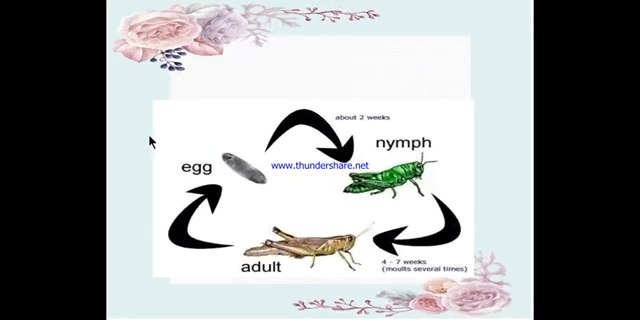 about 2 weeks
nymph
egg
www.thundershare.net
adult
4 - 7 weeks
(moults several times)